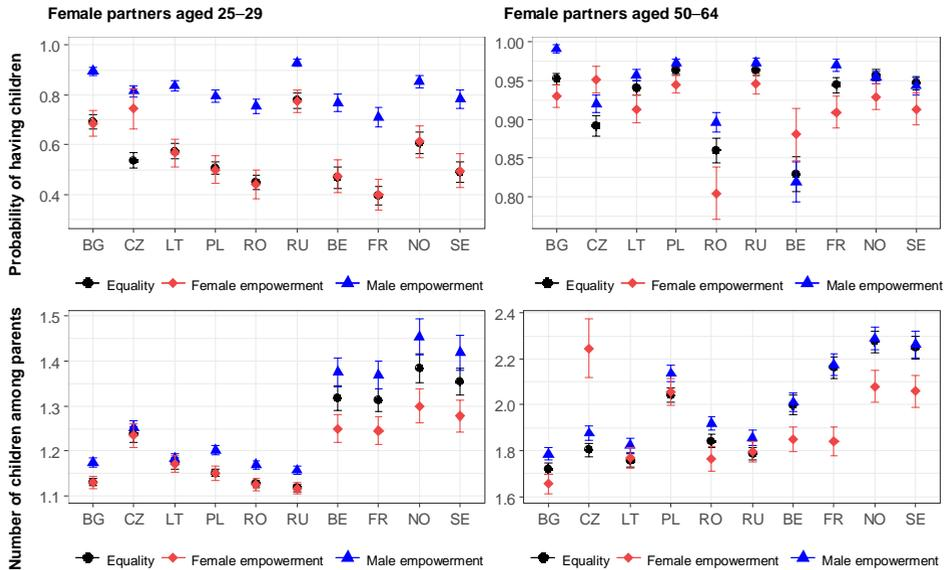 Female partners aged 25–29
Female partners aged 50–64
Probability of having children
1.0
0.8
0.6
0.4
BG CZ LT PL RO RU BE FR NO SE
Equality Female empowerment Male empowerment
1.00
0.95
0.90
0.85
0.80
BG CZ LT PL RO RU BE FR NO SE
Equality Female empowerment Male empowerment
Number of children among parents
1.5
1.4
1.3
1.2
1.1
BG CZ LT PL RO RU BE FR NO SE
Equality Female empowerment Male empowerment
2.4
2.2
2.0
1.8
1.6
BG CZ LT PL RO RU BE FR NO SE
Equality Female empowerment Male empowerment